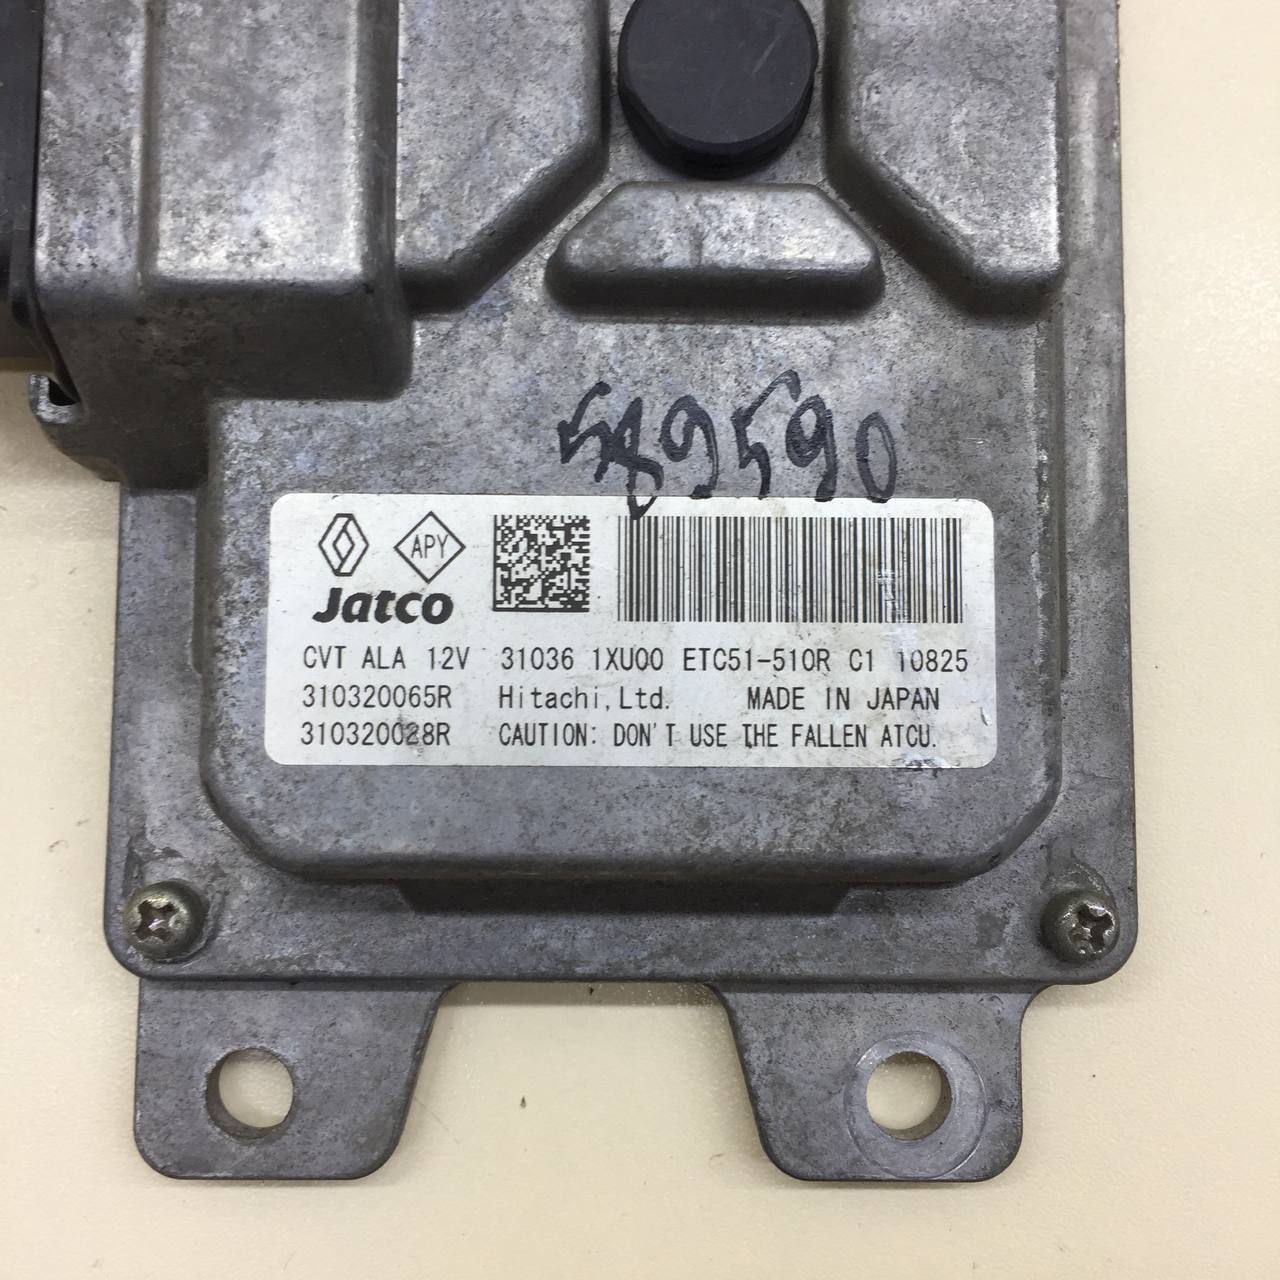 589590
APY
Jatco
CVT ALA 12V 31036 1XU00 ETC51-510R C1 10825
310320065R Hitachi,Ltd. MADE IN JAPAN
310320028R CAUTION: DON'T USE THE FALLEN ATCU.